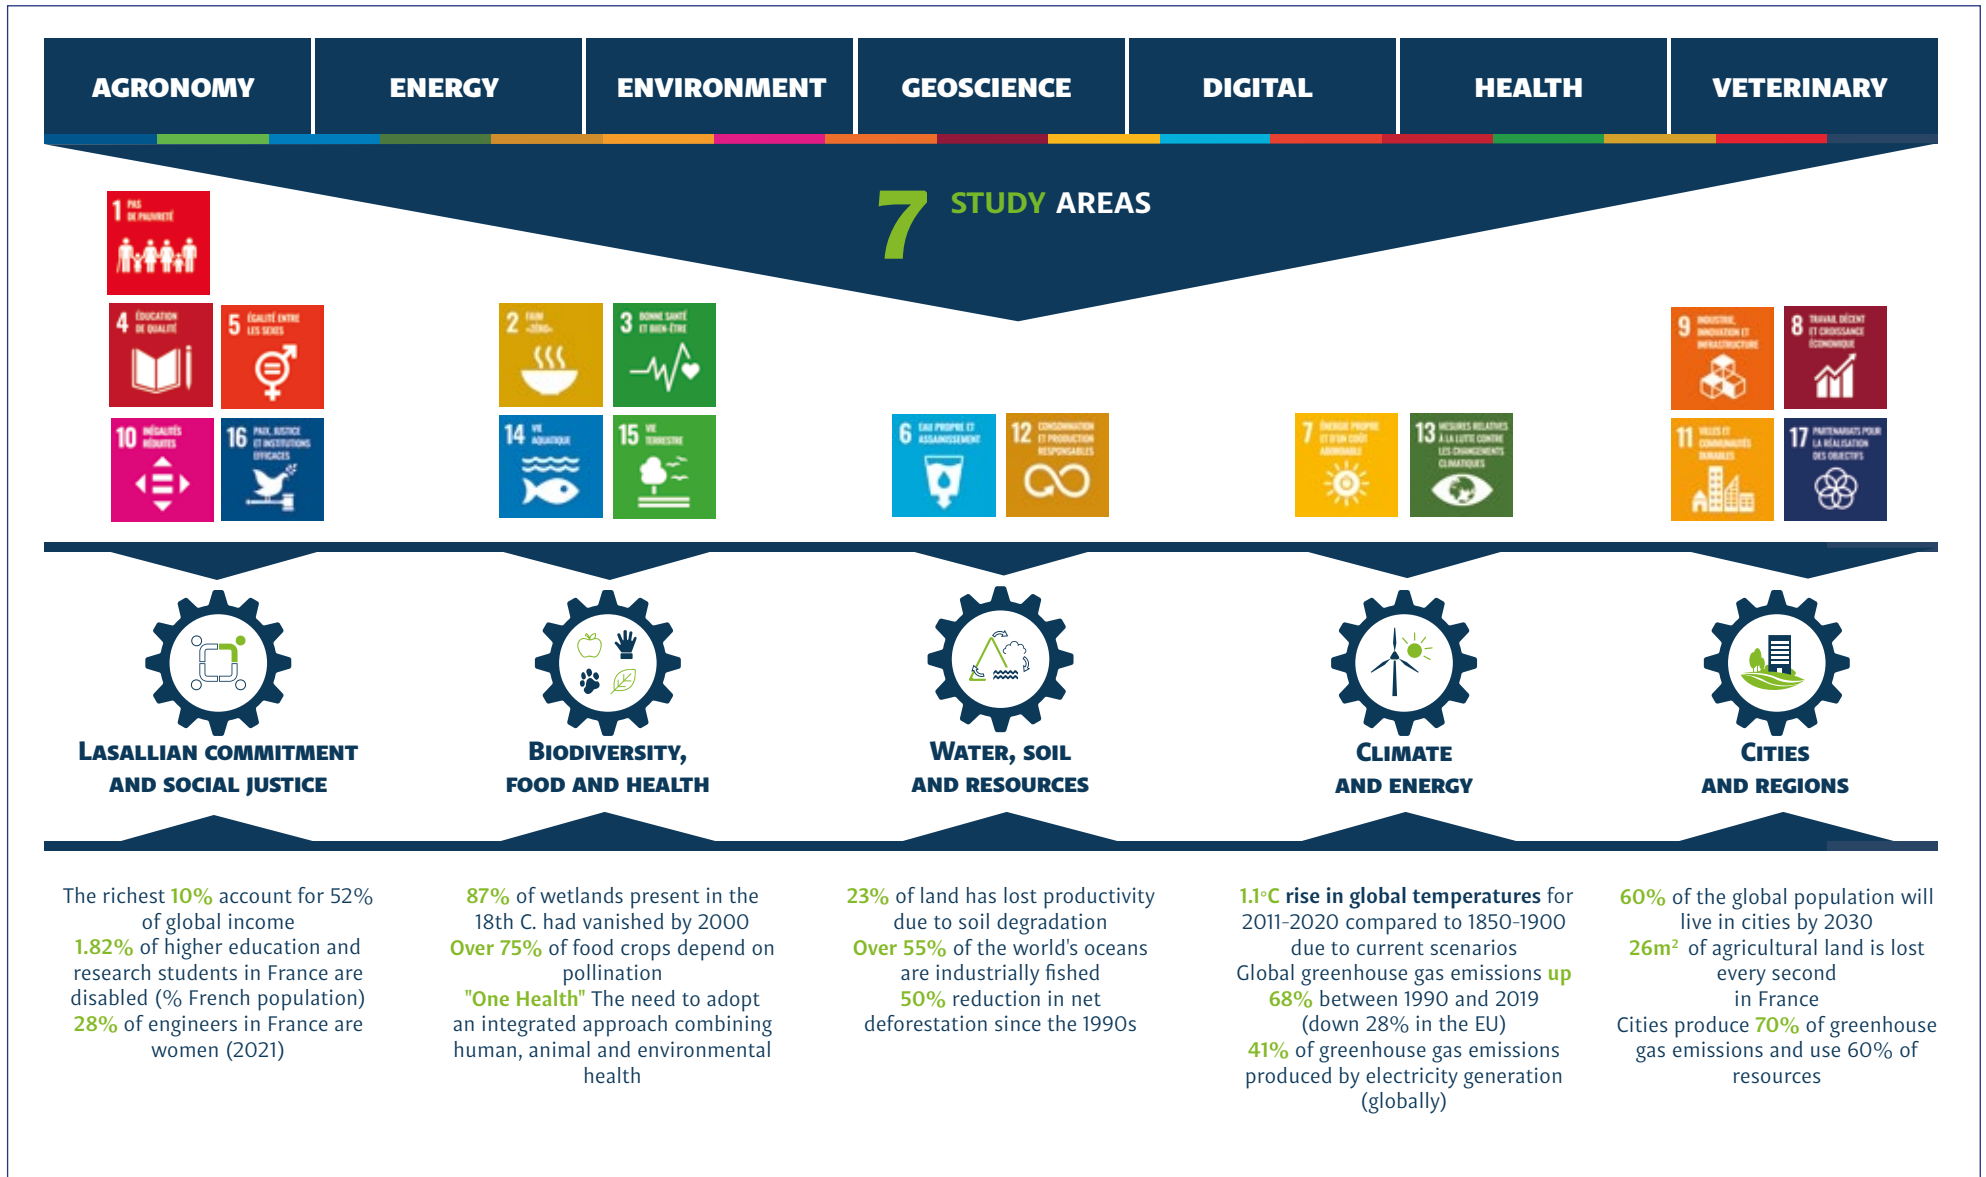 AGRONOMY
ENERGY
ENVIRONMENT
GEOSCIENCE
DIGITAL
HEALTH
VETERINARY
7 STUDY AREAS
1 PAS
DE PAUVRETÉ
4 ÉDUCATION
DE QUALITÉ
5 ÉGALITÉ ENTRE
LES SEXES
10 INÉGALITÉS
RÉDUITES
16 PAIX, JUSTICE
ET INSTITUTIONS
EFFICACES
2 FAIM
«ZÉRO»
3 BONNE SANTÉ
ET BIEN-ÊTRE
14 VIE
AQUATIQUE
15 VIE
TERRESTRE
6 EAU PROPRE ET
ASSAINISSEMENT
12 CONSOMMATION
ET PRODUCTION
RESPONSABLES
7 ÉNERGIE PROPRE
ET D'UN COÛT
ABORDABLE
13 MESURES RELATIVES
À LA LUTTE CONTRE
LES CHANGEMENTS
CLIMATIQUES
9 INDUSTRIE,
INNOVATION ET
INFRASTRUCTURE
8 TRAVAIL DÉCENT
ET CROISSANCE
ÉCONOMIQUE
11 VILLES ET
COMMUNAUTÉS
DURABLES
17 PARTENARIATS POUR
LA RÉALISATION
DES OBJECTIFS
LASALLIAN COMMITMENT
AND SOCIAL JUSTICE
BIODIVERSITY,
FOOD AND HEALTH
WATER, SOIL
AND RESOURCES
CLIMATE
AND ENERGY
CITIES
AND REGIONS
The richest 10% account for 52%
of global income
1.82% of higher education and
research students in France are
disabled (% French population)
28% of engineers in France are
women (2021)
87% of wetlands present in the
18th C. had vanished by 2000
Over 75% of food crops depend on
pollination
"One Health" The need to adopt
an integrated approach combining
human, animal and environmental
health
23% of land has lost productivity
due to soil degradation
Over 55% of the world's oceans
are industrially fished
50% reduction in net
deforestation since the 1990s
1.1°C rise in global temperatures for
2011-2020 compared to 1850-1900
due to current scenarios
Global greenhouse gas emissions up
68% between 1990 and 2019
(down 28% in the EU)
41% of greenhouse gas emissions
produced by electricity generation
(globally)
60% of the global population will
live in cities by 2030
26m² of agricultural land is lost
every second
in France
Cities produce 70% of greenhouse
gas emissions and use 60% of
resources